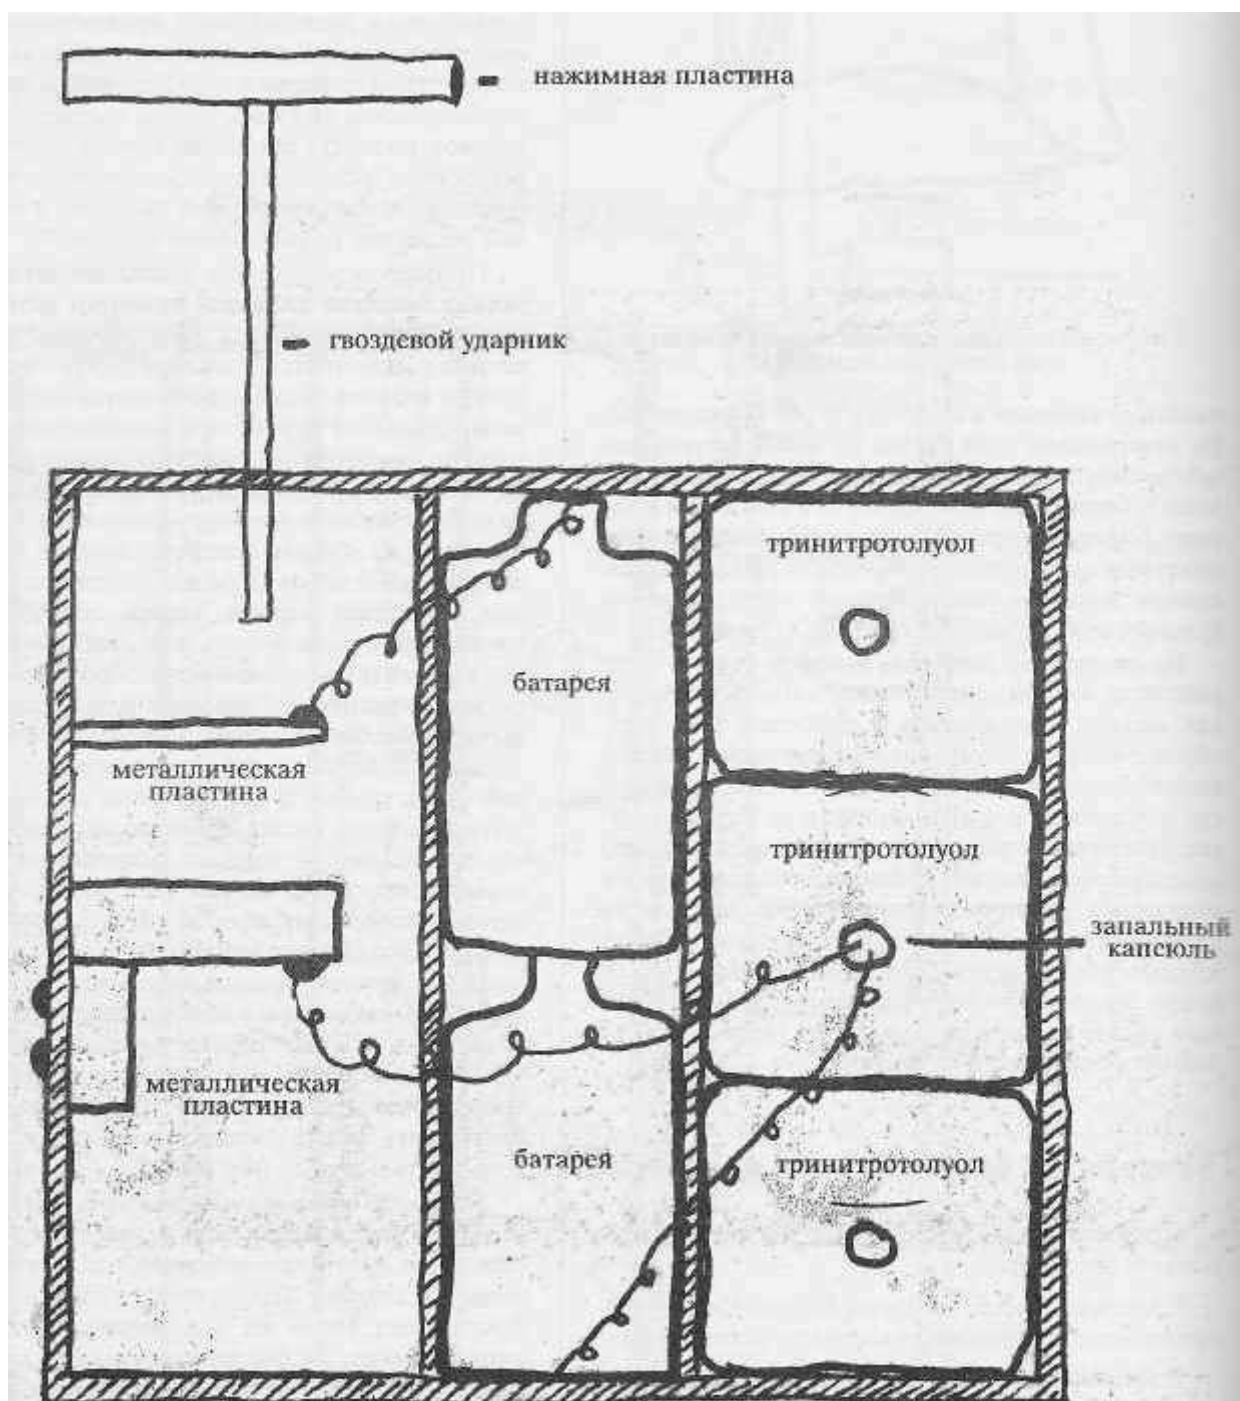 нажимная пластина
гвоздевой ударник
тринитротолуол
батарея
металлическая
пластина
тринитротолуол
запальный
капсюль
металлическая
пластина
батарея
тринитротолуол